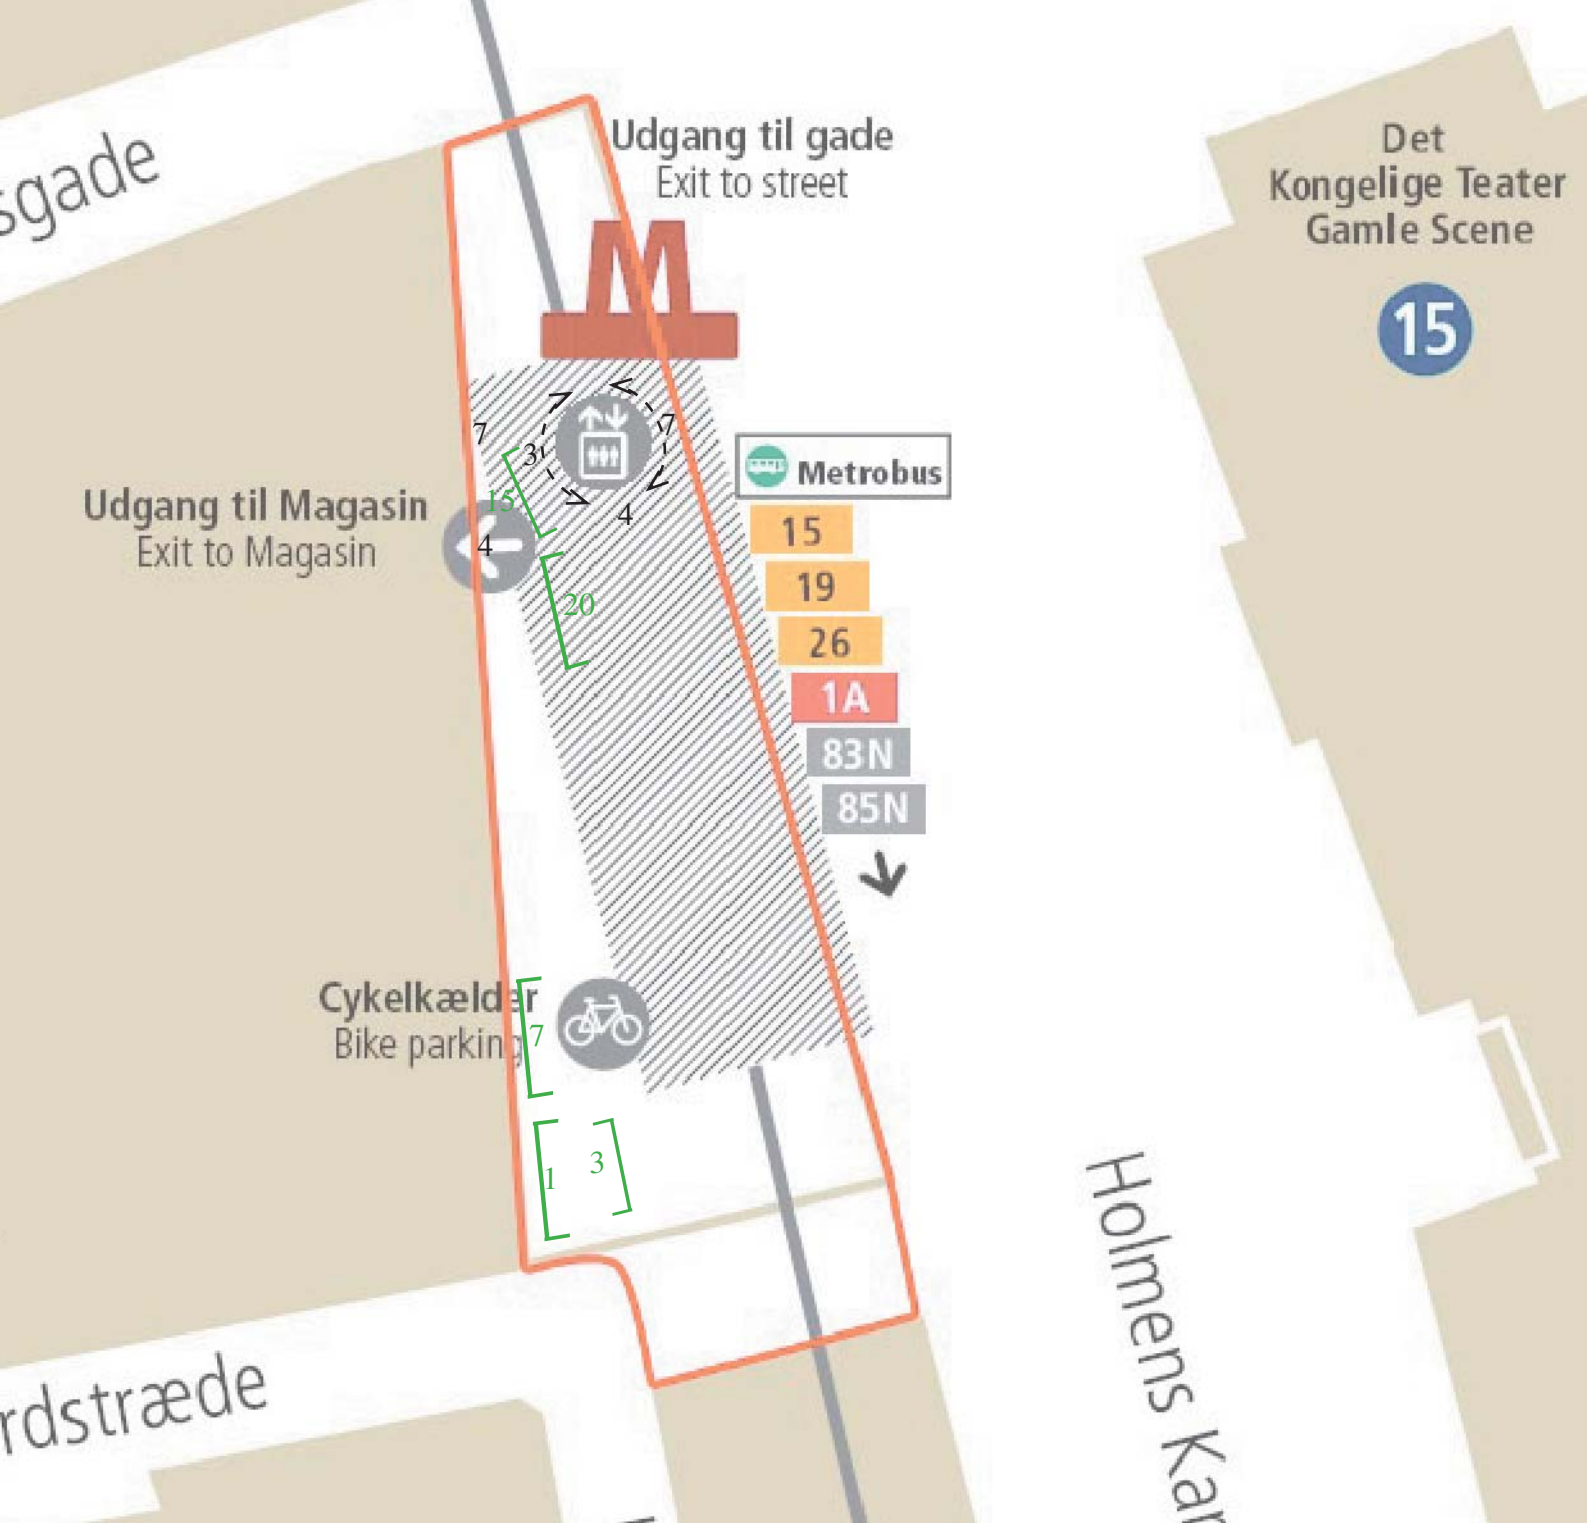 sgade
Udgang til gade
Exit to street
M
Det
Kongelige Teater
Gamle Scene
15
7
7
3
15
4
4
Udgang til Magasin
Exit to Magasin
20
Metrobus
15
19
26
1A
83N
85N
Cykelkælder
Bike parking
7
1
3
Holmens Kan
rdstræde